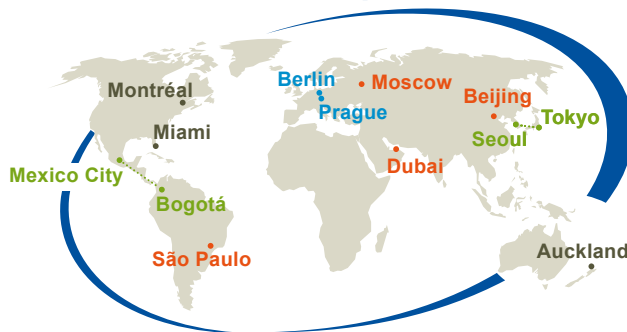 Berlin
Moscow
Montréal
Prague
Beijing
Tokyo
Miami
Seoul
Mexico City
Dubai
Bogotá
Auckland
São Paulo